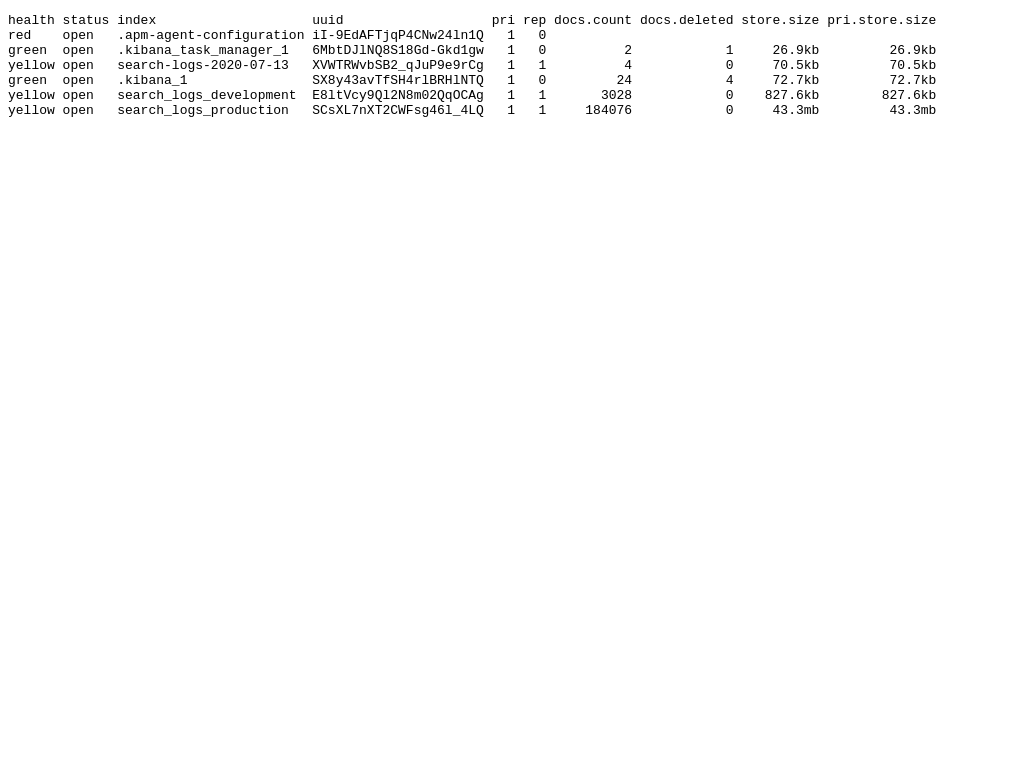 health status index                    uuid                   pri rep docs.count docs.deleted store.size pri.store.size
red    open   .apm-agent-configuration iI-9EdAFTjqP4CNw24ln1Q   1   0
green  open   .kibana_task_manager_1   6MbtDJlNQ8S18Gd-Gkd1gw   1   0          2            1     26.9kb         26.9kb
yellow open   search-logs-2020-07-13   XVWTRWvbSB2_qJuP9e9rCg   1   1          4            0     70.5kb         70.5kb
green  open   .kibana_1                SX8y43avTfSH4rlBRHlNTQ   1   0         24            4     72.7kb         72.7kb
yellow open   search_logs_development  E8ltVcy9Ql2N8m02QqOCAg   1   1       3028            0    827.6kb        827.6kb
yellow open   search_logs_production   SCsXL7nXT2CWFsg46l_4LQ   1   1     184076            0     43.3mb         43.3mb